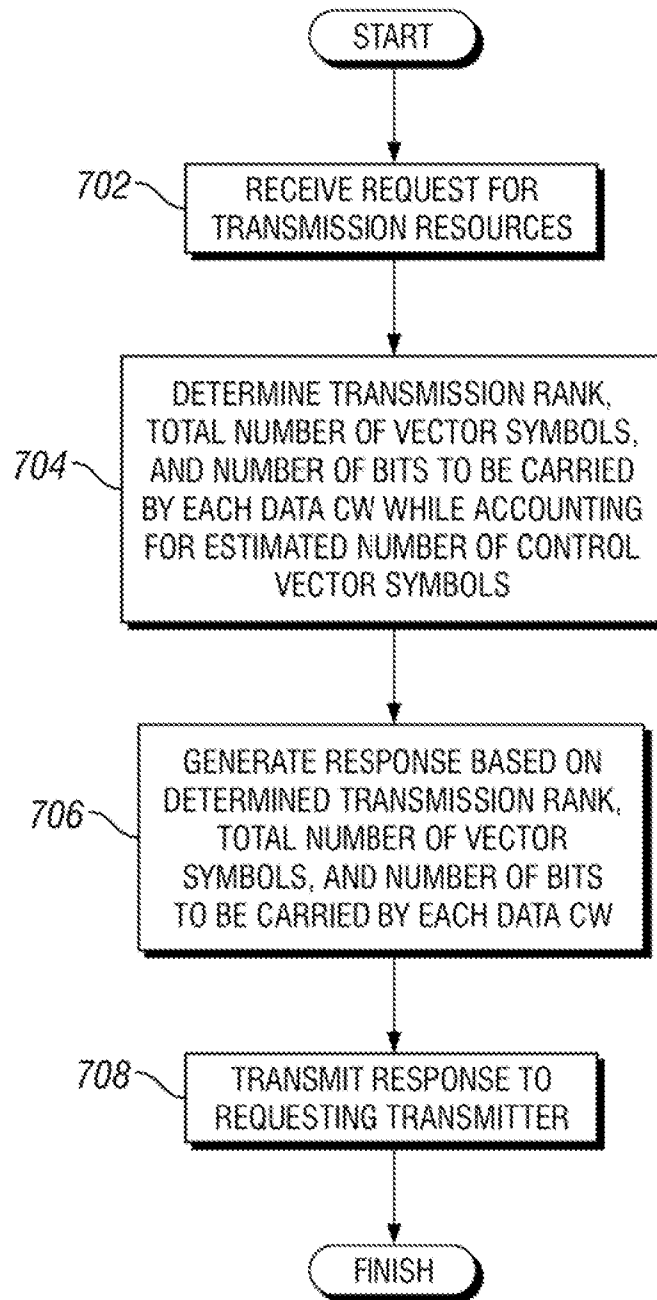 START
702
RECEIVE REQUEST FOR
TRANSMISSION RESOURCES
704
DETERMINE TRANSMISSION RANK,
TOTAL NUMBER OF VECTOR SYMBOLS,
AND NUMBER OF BITS TO BE CARRIED
BY EACH DATA CW WHILE ACCOUNTING
FOR ESTIMATED NUMBER OF CONTROL
VECTOR SYMBOLS
706
GENERATE RESPONSE BASED ON
DETERMINED TRANSMISSION RANK,
TOTAL NUMBER OF VECTOR
SYMBOLS, AND NUMBER OF BITS
TO BE CARRIED BY EACH DATA CW
708
TRANSMIT RESPONSE TO
REQUESTING TRANSMITTER
FINISH